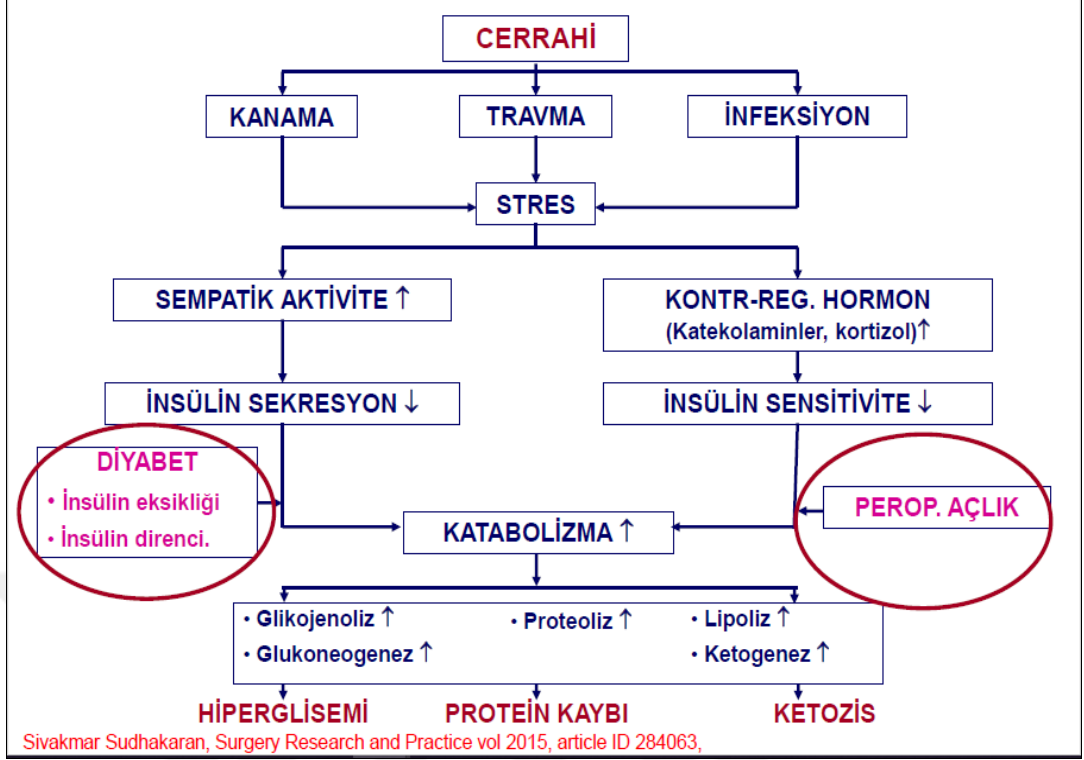 CERRAHİ
KANAMA
TRAVMA
İNFEKSİYON
STRES
SEMPATİK AKTİVİTE ↑
KONTR-REG. HORMON
(Katekolaminler, kortizol)↑
İNSÜLİN SEKRESYON ↓
İNSÜLİN SENSİTİVİTE ↓
DİYABET
• İnsülin eksikliği
• İnsülin direnci.
PEROP. AÇLIK
KATABOLİZMA ↑
• Glikojenoliz ↑
• Glukoneogenez ↑
• Proteoliz ↑
• Lipoliz ↑
• Ketogenez ↑
HİPERGLİSEMİ
PROTEİN KAYBI
KETOZİS
Sivakmar Sudhakaran, Surgery Research and Practice vol 2015, article ID 284063,